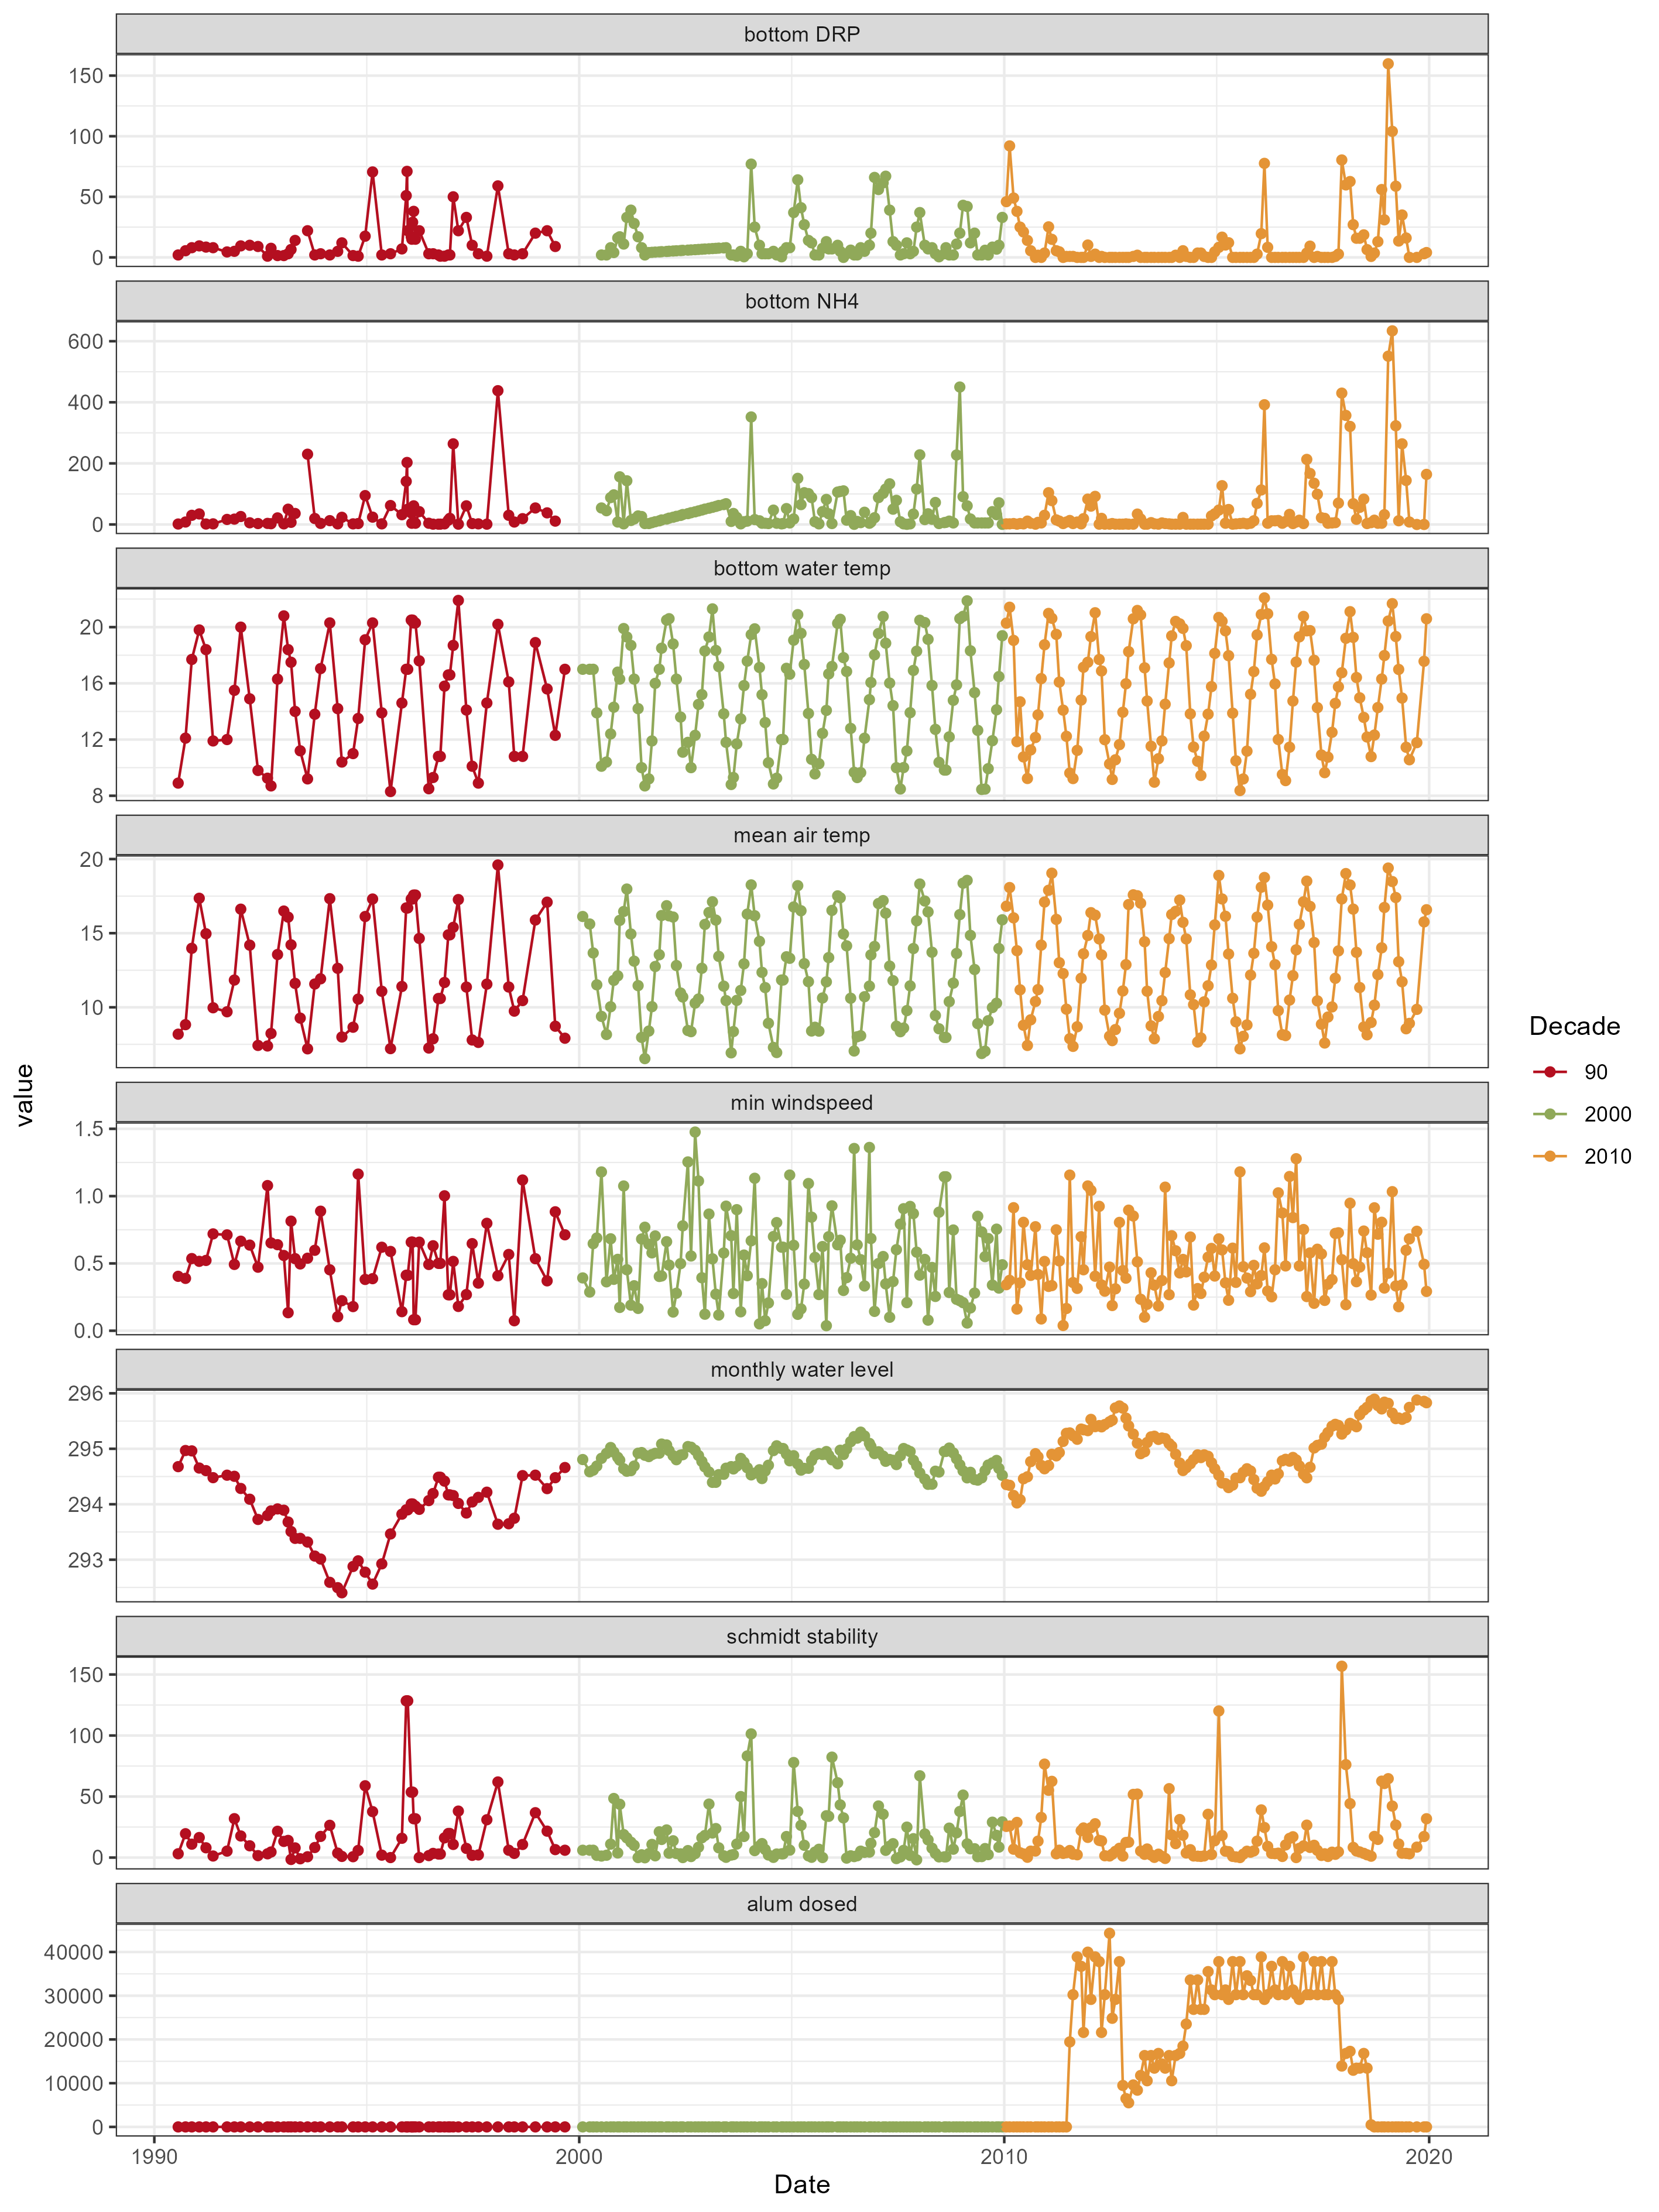 bottom DRP
150
100
50
0
bottom NH4
600
400
200
0
bottom water temp
20
16
12
8
mean air temp
20
15
10
min windspeed
1.5
1.0
0.5
0.0
monthly water level
296
295
294
293
schmidt stability
150
100
50
0
alum dosed
40000
30000
20000
10000
0
1990 2000 2010 2020
Date
value
Decade
90
2000
2010